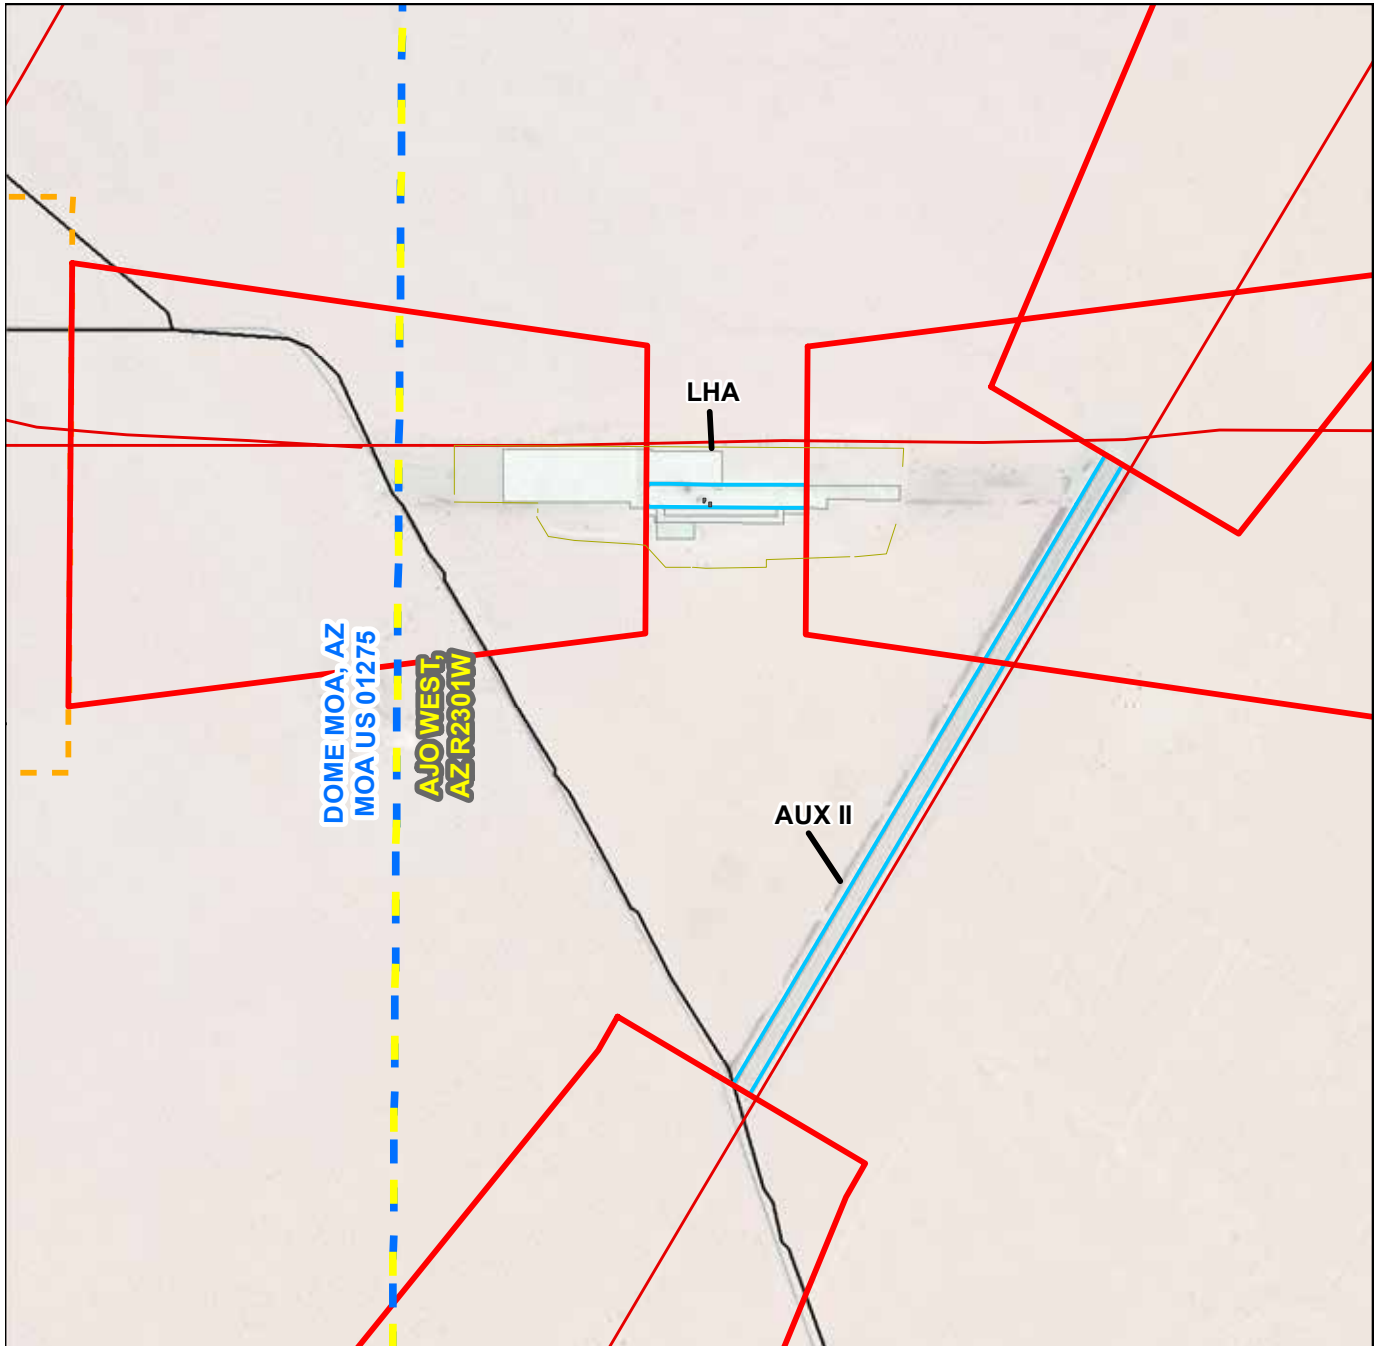 LHA
DOME MOA, AZ
MOA US 01275
AJO WEST,
AZ R2301W
AUX II